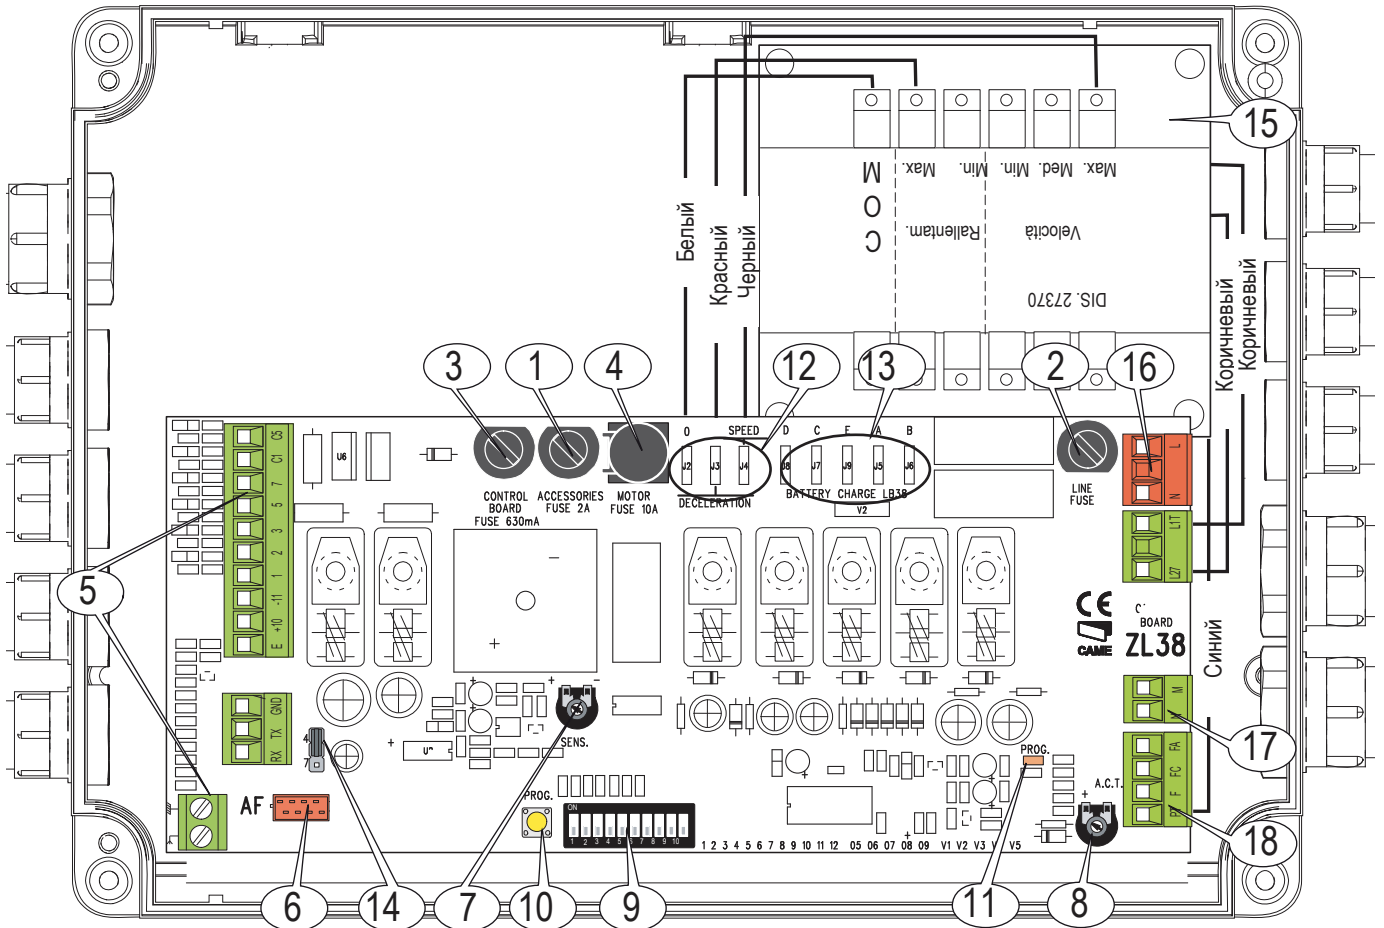 15
M
O
C
Max.
Min.
Min.
Med.
Max.
Rallentam.
Velocità
DIS. 27370
Белый
Красный
Черный
Коричневый
Коричневый
Синий
3
1
4
12
13
2
16
O
SPEED
D
C
E
A
B
J2
J3
J4
J8
J7
J9
J5
J6
DECELERATION
BATTERY CHARGE LB38
V2
CONTROL
BOARD
FUSE 630mA
ACCESSORIES
FUSE 2A
MOTOR
FUSE 10A
LINE
FUSE
U6
C5
C1
7
5
3
2
1
-11
+10
E
5
GND
TX
RX
4
7
AF
SENS.
PROG.
ON
1 2 3 4 5 6 7 8 9 10
1 2 3 4 5 6 7 8 9 10 11 12
05 06 07 08 09
V1 V2 V3 V5
PROG.
A.C.T.
L
N
L1T
L2T
CE
CAME
BOARD
ZL38
M
FA
FC
F
17
18
6
14
7
10
9
11
8